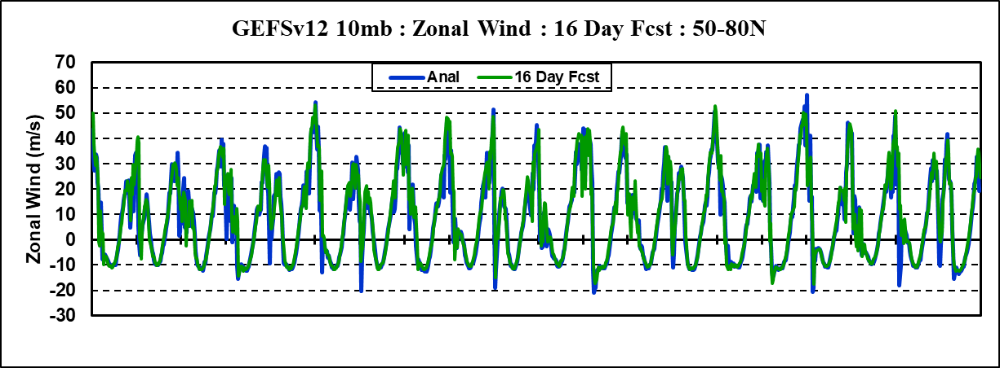 GEFSv12 10mb : Zonal Wind : 16 Day Fcst : 50-80N
Anal
16 Day Fcst
Zonal Wind (m/s)
70
60
50
40
30
20
10
0
-10
-20
-30